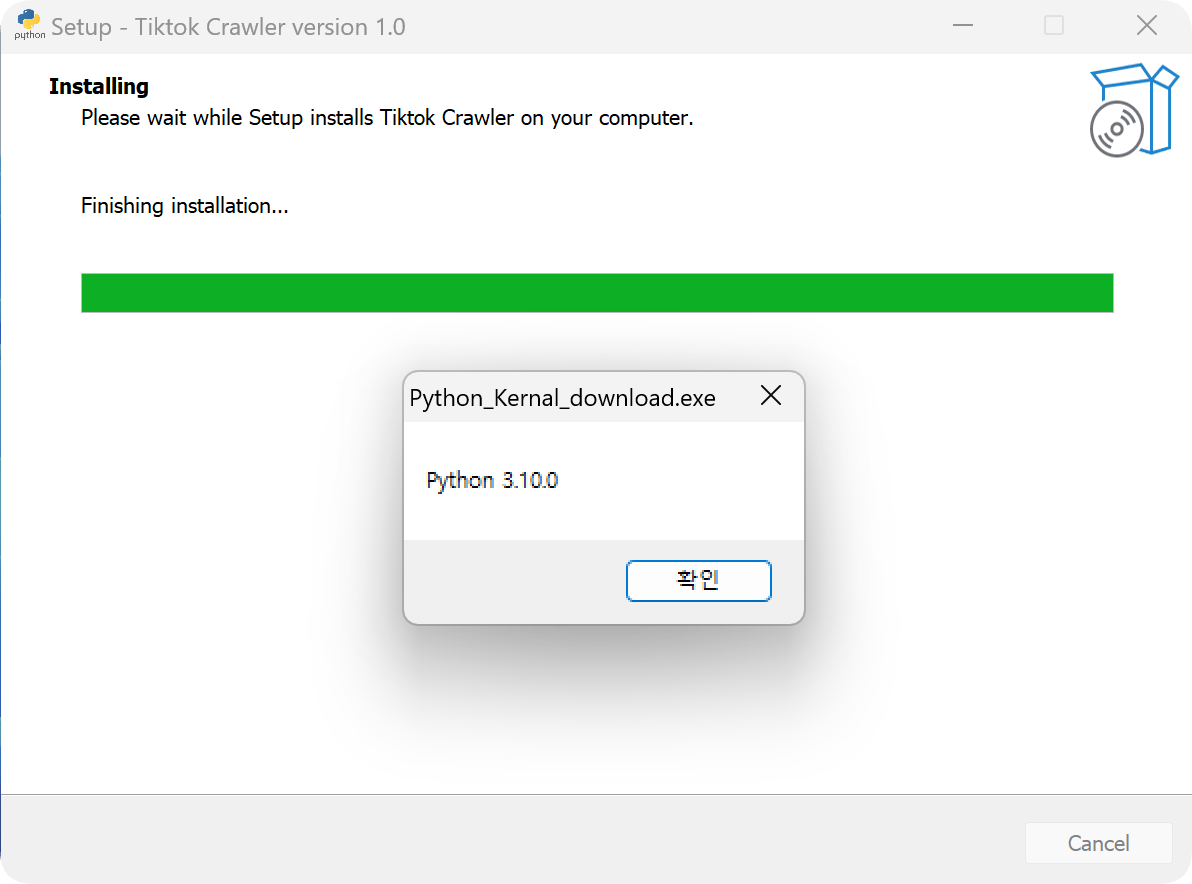 python
Setup - Tiktok Crawler version 1.0
Installing
Please wait while Setup installs Tiktok Crawler on your computer.
Finishing installation...
Python_Kernal_download.exe
Python 3.10.0
확인
Cancel